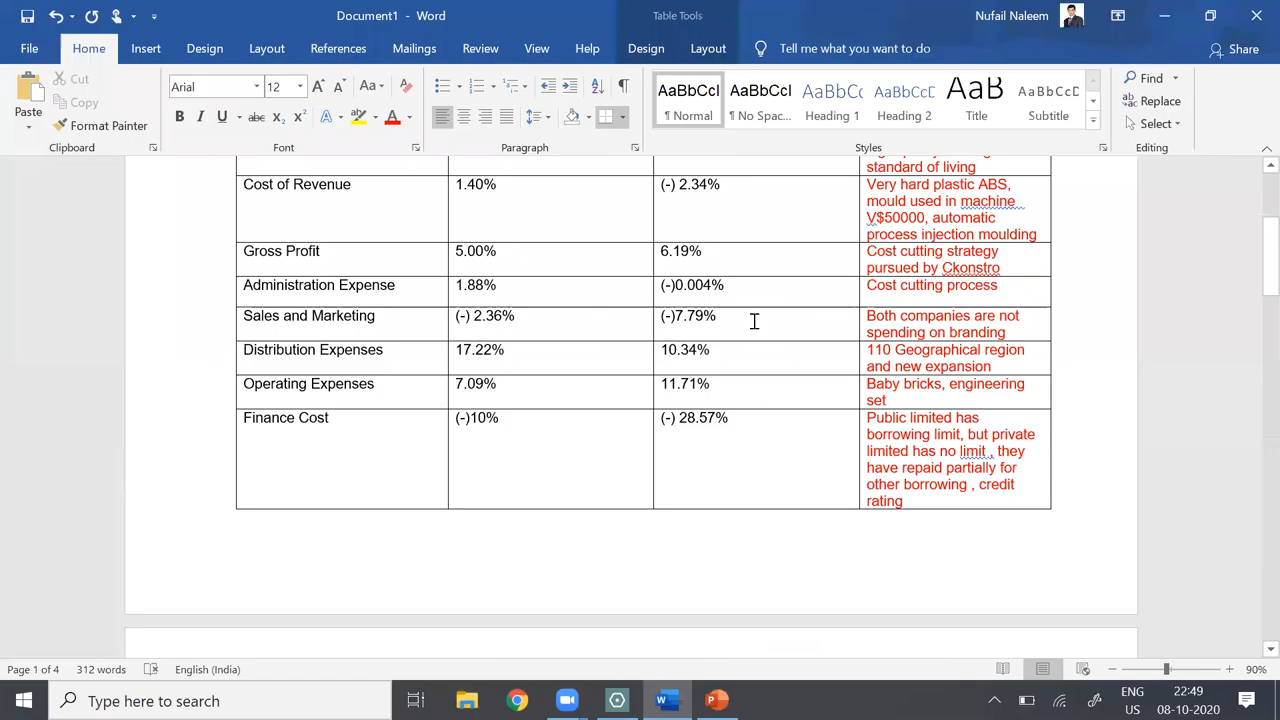 Document1 - Word
Table Tools
Nufail Naleem
File
Home
Insert
Design
Layout
References
Mailings
Review
View
Help
Design
Layout
Tell me what you want to do
Share
Paste
Cut
Copy
Format Painter
Clipboard
Arial
12
Font
Paragraph
AaBbCcI
¶ Normal
AaBbCcI
¶ No Spac...
AaBbCc
Heading 1
AaBbCcD
Heading 2
AaB
Title
AaBbCcD
Subtitle
Styles
Find
Replace
Select
Editing
standard of living
Cost of Revenue
1.40%
(-) 2.34%
Very hard plastic ABS,
mould used in machine
V$50000, automatic
process injection moulding
Gross Profit
5.00%
6.19%
Cost cutting strategy
pursued by Ckonstro
Administration Expense
1.88%
(-)0.004%
Cost cutting process
Sales and Marketing
(-) 2.36%
(-)7.79%
Both companies are not
spending on branding
Distribution Expenses
17.22%
10.34%
110 Geographical region
and new expansion
Operating Expenses
7.09%
11.71%
Baby bricks, engineering
set
Finance Cost
(-)10%
(-) 28.57%
Public limited has
borrowing limit, but private
limited has no limit , they
have repaid partially for
other borrowing , credit
rating
Page 1 of 4
312 words
English (India)
90%
Type here to search
ENG
US
22:49
08-10-2020